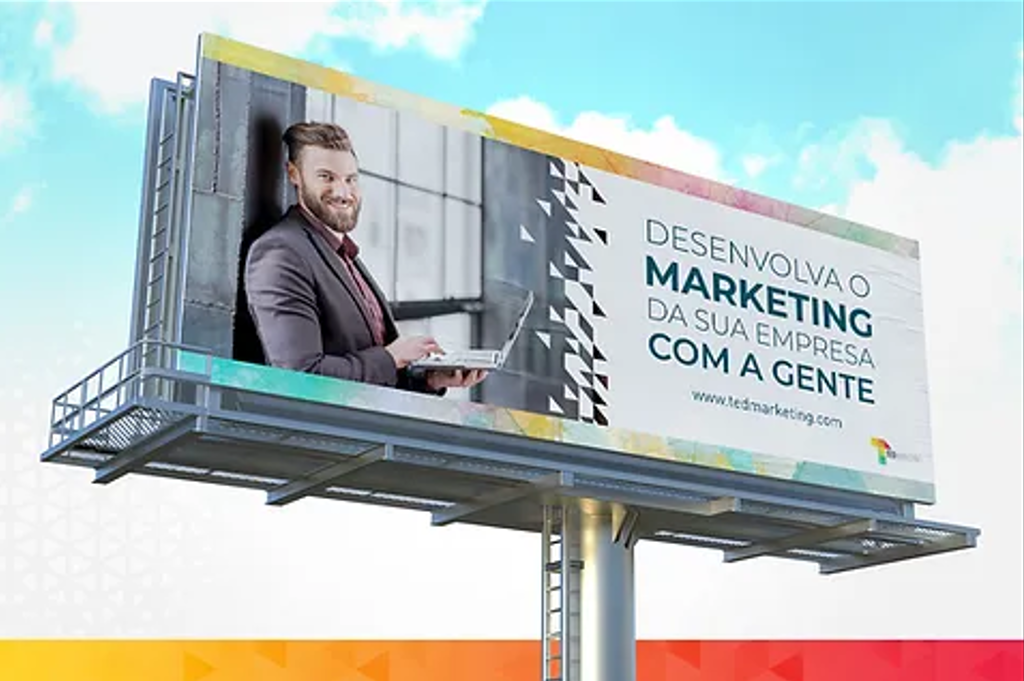 DESENVOLVA O
MARKETING
DA SUA EMPRESA
COM A GENTE
www.tedmarketing.com